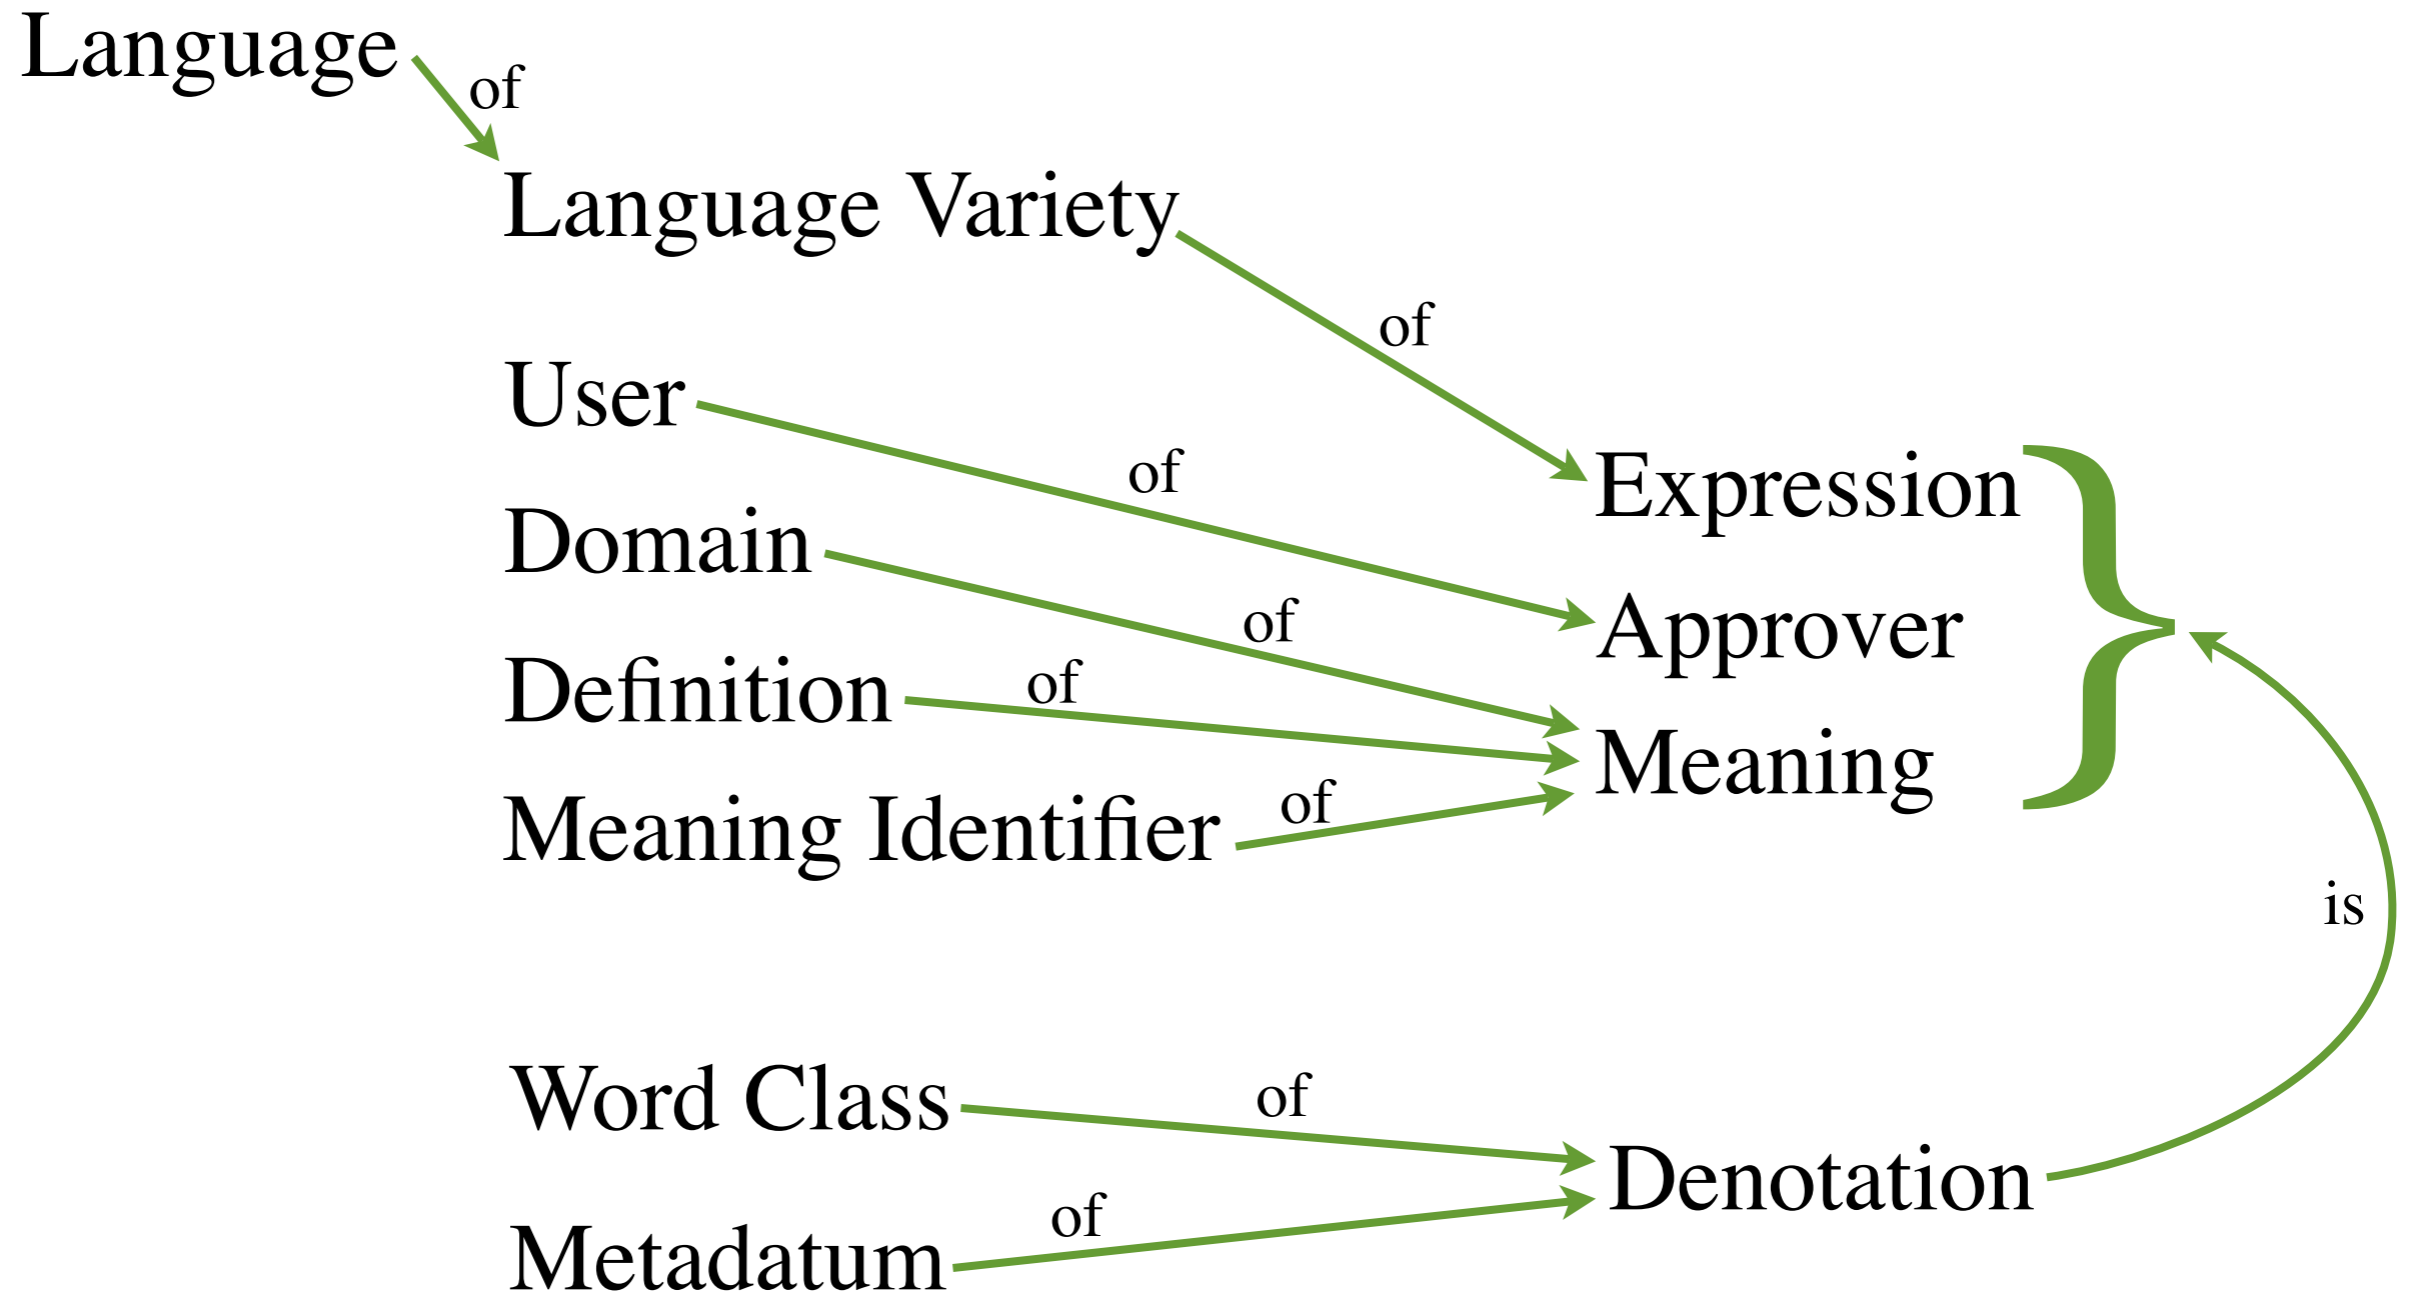 Language
of
Language Variety
of
User
of
Expression
Domain
of
Approver
Definition
of
Meaning
Meaning Identifier
of
is
Word Class
of
Denotation
Metadatum
of